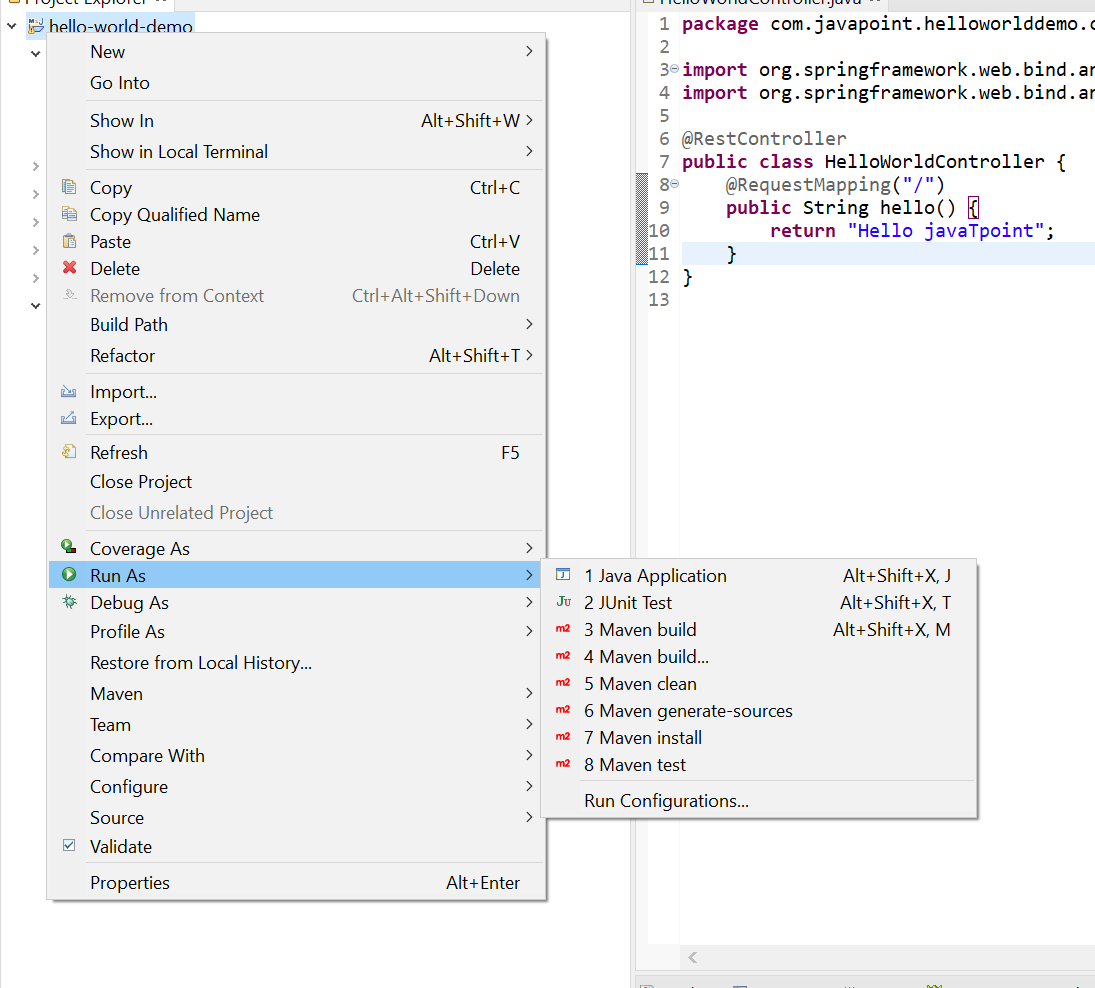 Project Explorer
hello-world-demo
New
Go Into
Show In Alt+Shift+W
Show in Local Terminal
Copy Ctrl+C
Copy Qualified Name
Paste Ctrl+V
Delete Delete
Remove from Context Ctrl+Alt+Shift+Down
Build Path
Refactor Alt+Shift+T
Import...
Export...
Refresh F5
Close Project
Close Unrelated Project
Coverage As
Run As
Debug As
Profile As
Restore from Local History...
Maven
Team
Compare With
Configure
Source
Validate
Properties Alt+Enter
1 Java Application Alt+Shift+X, J
2 JUnit Test Alt+Shift+X, T
3 Maven build Alt+Shift+X, M
4 Maven build...
5 Maven clean
6 Maven generate-sources
7 Maven install
8 Maven test
Run Configurations...
HelloWorldController.java
1 package com.javapoint.helloworlddemo.c
2
3 import org.springframework.web.bind.an
4 import org.springframework.web.bind.an
5
6 @RestController
7 public class HelloWorldController {
8 @RequestMapping("/")
9 public String hello() {
10 return "Hello javaTpoint";
11 }
12 }
13